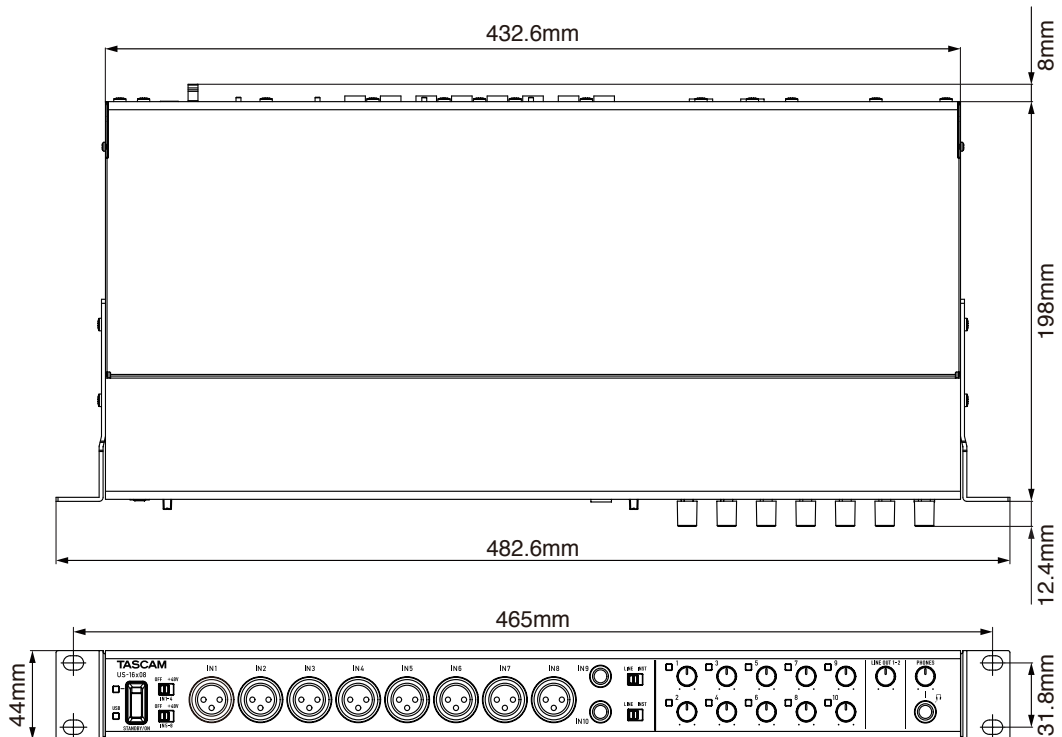 432.6mm
8mm
198mm
482.6mm
12.4mm
465mm
44mm
31.8mm
TASCAM
US-16x08
USB
STANDBY/ON
OFF +48V
IN1-4
OFF +48V
IN5-8
IN1 IN2 IN3 IN4 IN5 IN6 IN7 IN8 IN9
IN10
LINE INST
LINE INST
1 3 5 7 9
2 4 6 8 10
LINE OUT 1-2
PHONES